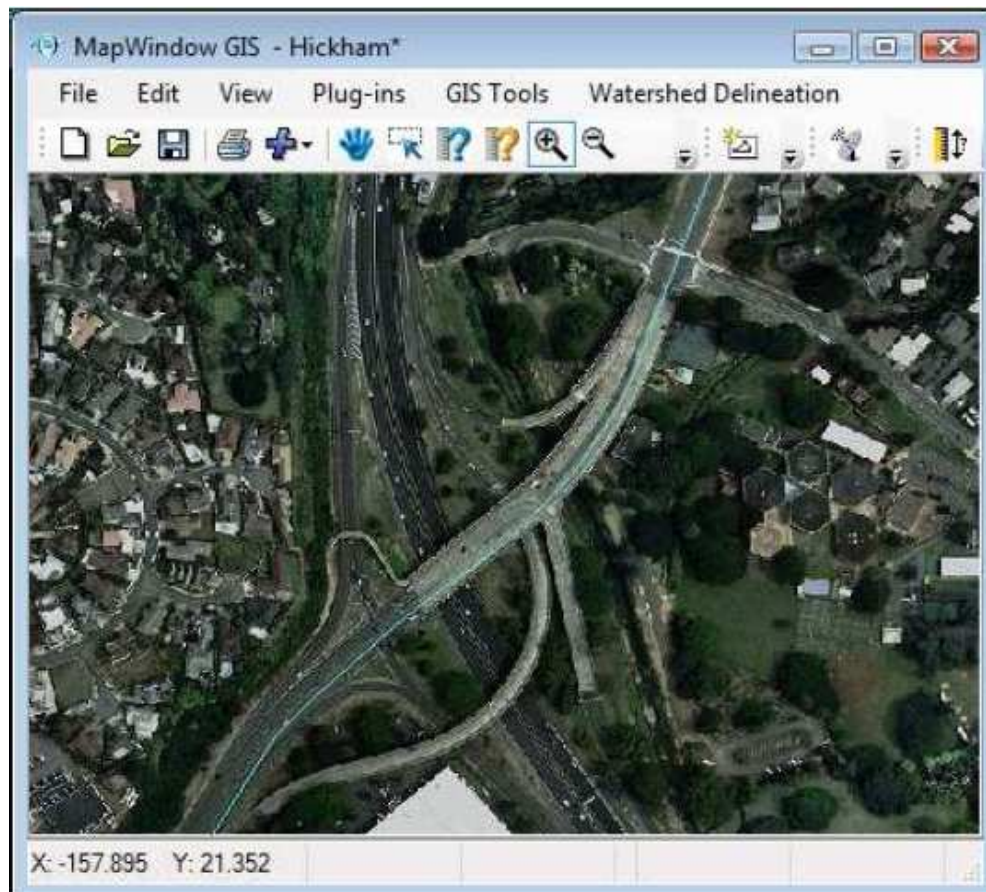 MapWindow GIS - Hickham*
File Edit View Plug-ins GIS Tools Watershed Delineation
X: -157.895 Y: 21.352